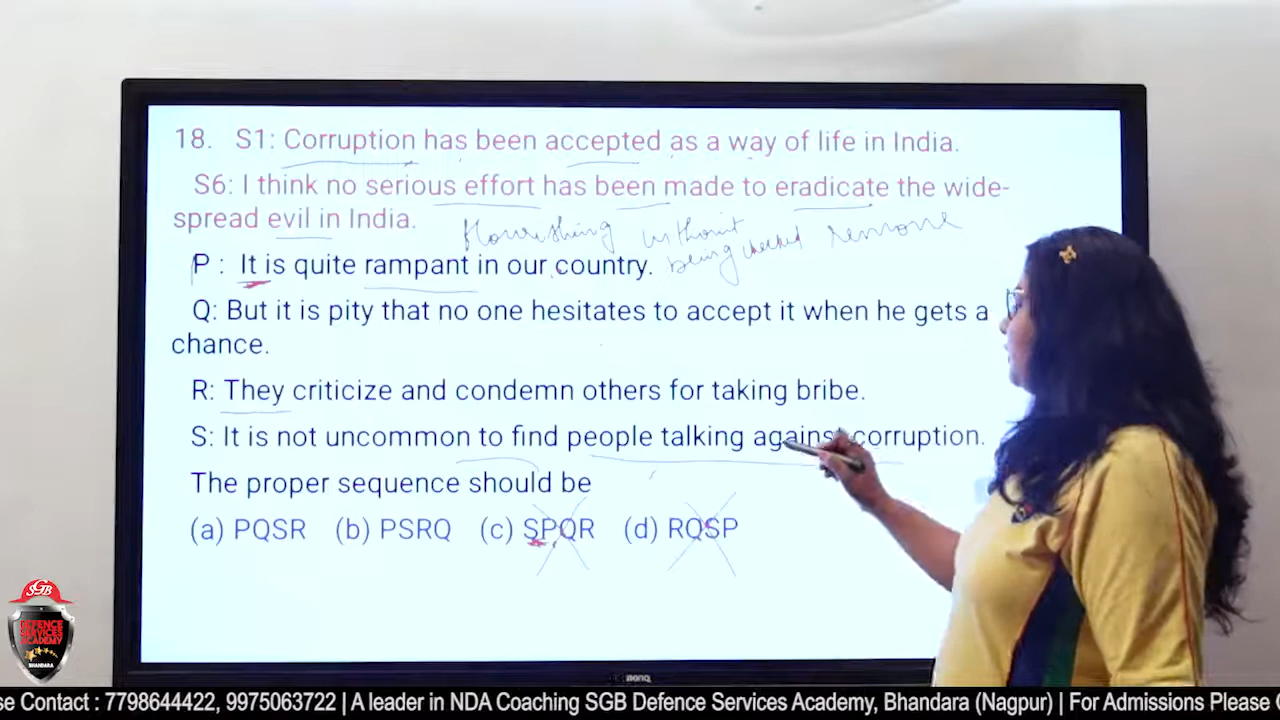 18. S1: Corruption has been accepted as a way of life in India.
S6: I think no serious effort has been made to eradicate the wide-
spread evil in India.
flourishing without remove
being checked
P : It is quite rampant in our country.
Q: But it is pity that no one hesitates to accept it when he gets a
chance.
R: They criticize and condemn others for taking bribe.
S: It is not uncommon to find people talking against corruption.
The proper sequence should be
(a) PQSR (b) PSRQ (c) SPQR (d) RQSP
SGB
DEFENCE
SERVICES
ACADEMY
BHANDARA
BenQ
se Contact : 7798644422, 9975063722 | A leader in NDA Coaching SGB Defence Services Academy, Bhandara (Nagpur) | For Admissions Please C